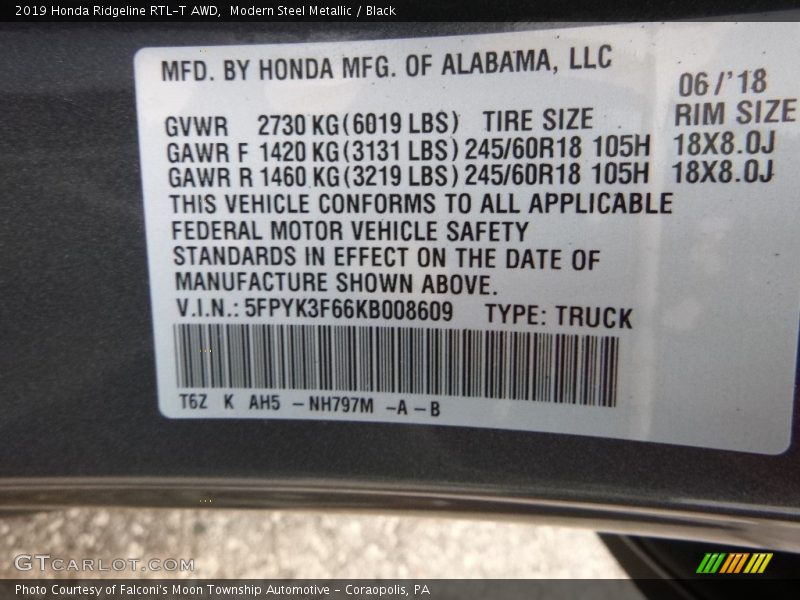 2019 Honda Ridgeline RTL-T AWD,  Modern Steel Metallic / Black
MFD. BY HONDA MFG. OF ALABAMA, LLC
06/'18
GVWR 2730 KG(6019 LBS) TIRE SIZE RIM SIZE
GAWR F 1420 KG(3131 LBS) 245/60R18 105H 18X8.0J
GAWR R 1460 KG(3219 LBS) 245/60R18 105H 18X8.0J
THIS VEHICLE CONFORMS TO ALL APPLICABLE
FEDERAL MOTOR VEHICLE SAFETY
STANDARDS IN EFFECT ON THE DATE OF
MANUFACTURE SHOWN ABOVE.
V.I.N.: 5FPYK3F66KB008609 TYPE: TRUCK
T6Z K AH5 -NH797M -A-B
GTCARLOT.COM
Photo Courtesy of Falconi's Moon Township Automotive - Coraopolis, PA